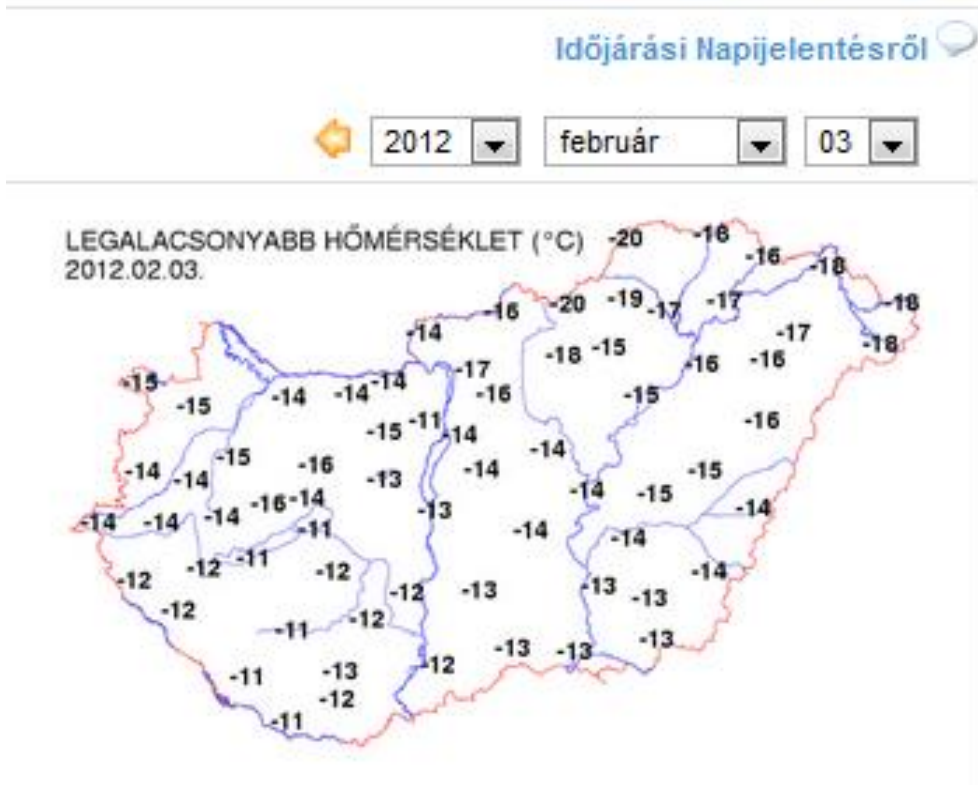 Időjárási Napijelentésről
2012 február 03
LEGALACSONYABB HŐMÉRSÉKLET (°C)
2012.02.03.
-20 -18
-16
-18
-16 -20 -19 -17 -17 -18
-14 -17 -18
-18 -15
-17 -16 -16
-15 -15 -14 -14 -14 -16 -15
-15 -11 -14 -16
-14 -14 -15 -16 -13 -14 -14 -15
-14 -14 -14 -16 -14 -13 -14 -15 -14
-11 -14 -14
-12 -12 -11 -12 -12 -13 -13 -13 -14
-12 -11 -12
-11 -13 -12 -12 -13 -13 -13
-11